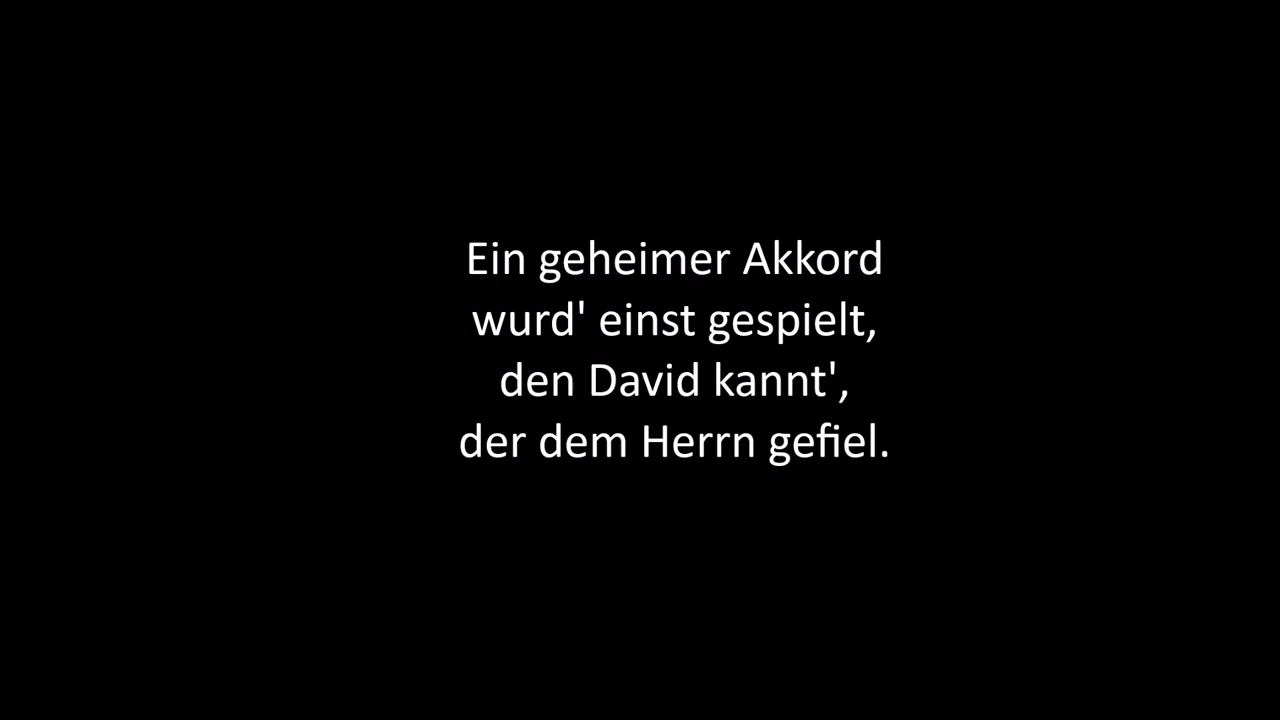 Ein geheimer Akkord
wurd' einst gespielt,
den David kannt',
der dem Herrn gefiel.